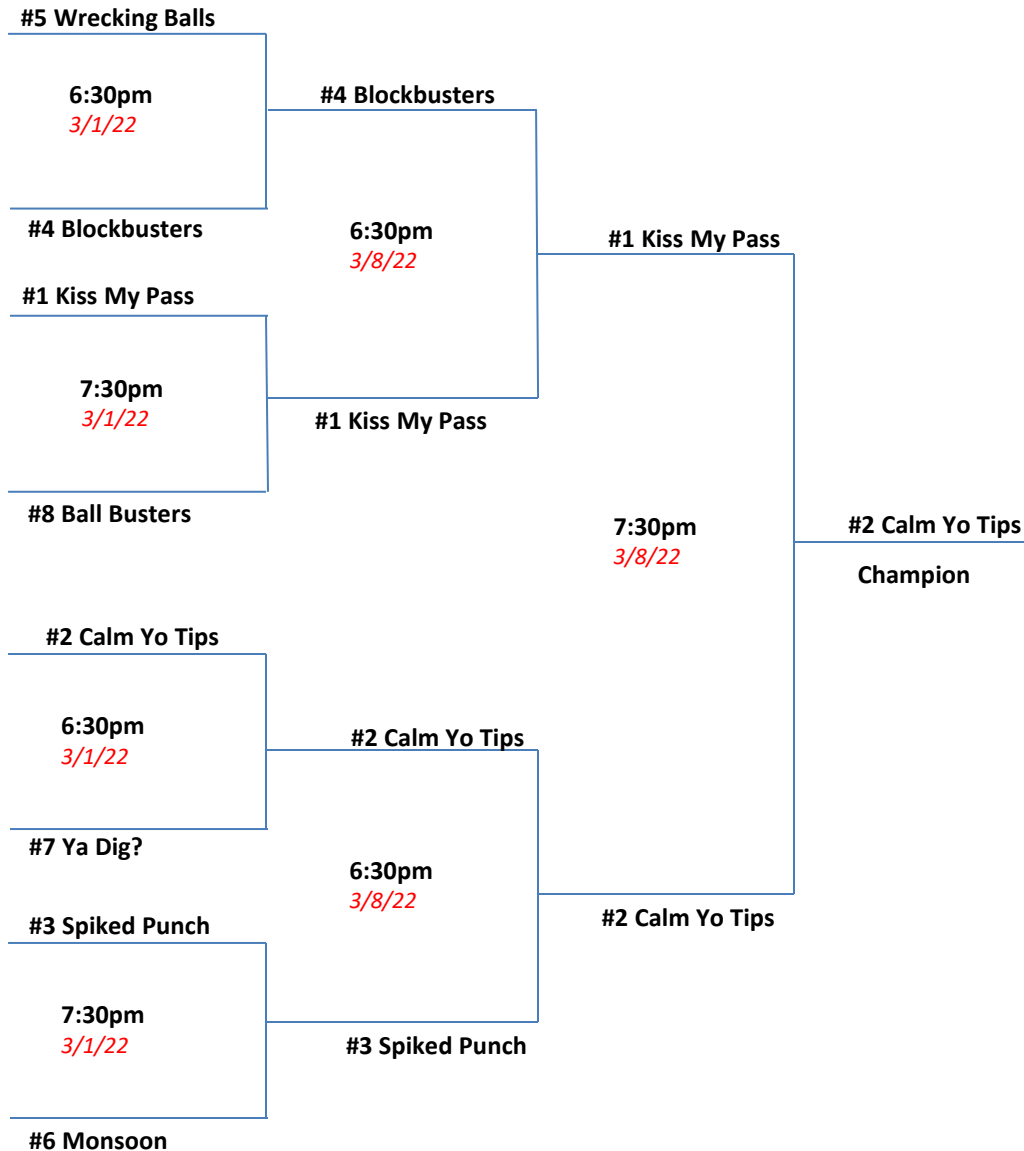 #5 Wrecking Balls
6:30pm
3/1/22
#4 Blockbusters
#4 Blockbusters
6:30pm
3/8/22
#1 Kiss My Pass
#1 Kiss My Pass
7:30pm
3/1/22
#1 Kiss My Pass
#8 Ball Busters
7:30pm
3/8/22
#2 Calm Yo Tips
Champion
#2 Calm Yo Tips
6:30pm
3/1/22
#2 Calm Yo Tips
#7 Ya Dig?
6:30pm
3/8/22
#2 Calm Yo Tips
#3 Spiked Punch
7:30pm
3/1/22
#3 Spiked Punch
#6 Monsoon